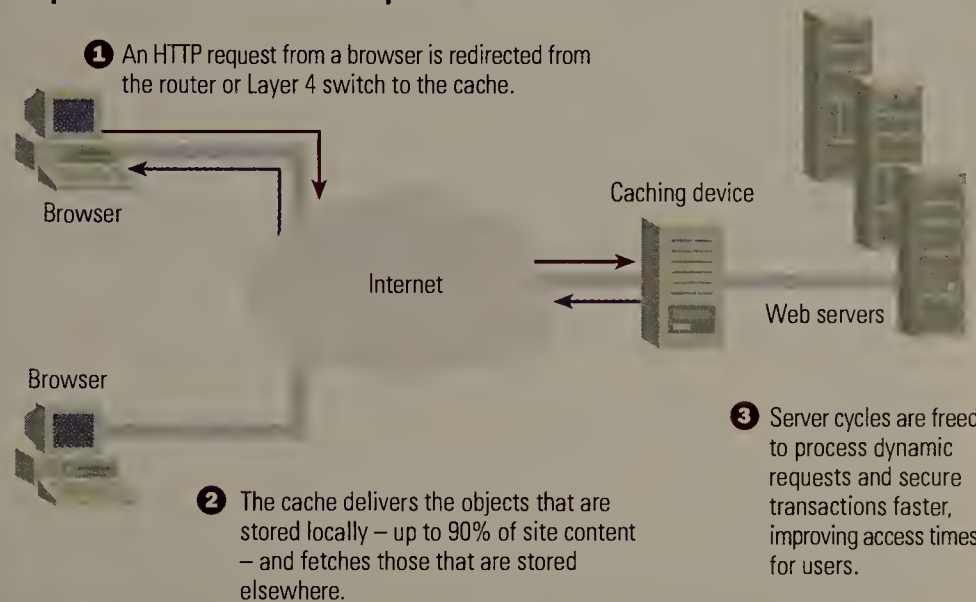 1 An HTTP request from a browser is redirected from
the router or Layer 4 switch to the cache.
Browser
Caching device
Internet
Web servers
Browser
2 The cache delivers the objects that are
stored locally – up to 90% of site content
– and fetches those that are stored
elsewhere.
3 Server cycles are freed
to process dynamic
requests and secure
transactions faster,
improving access times
for users.